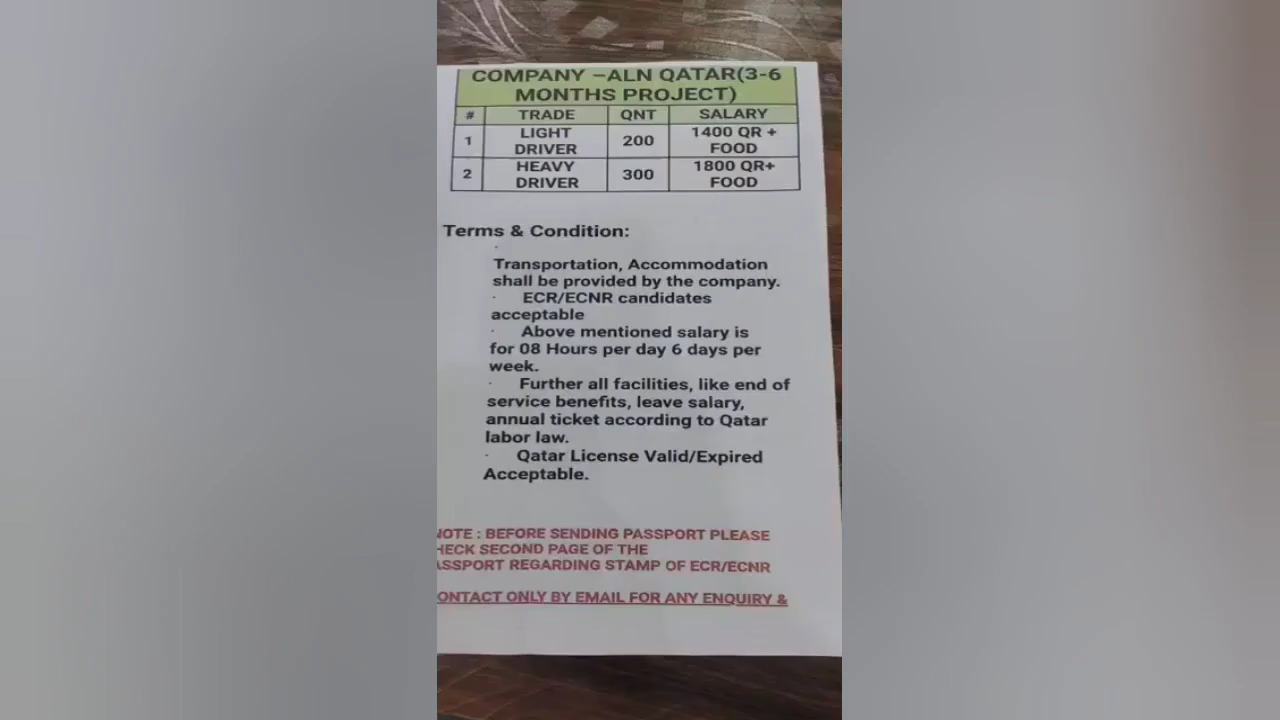 COMPANY –ALN QATAR(3-6
MONTHS PROJECT)
# TRADE QNT SALARY
1 LIGHT DRIVER 200 1400 QR + FOOD
2 HEAVY DRIVER 300 1800 QR+ FOOD
Terms & Condition:
·
Transportation, Accommodation
shall be provided by the company.
· ECR/ECNR candidates
acceptable
· Above mentioned salary is
for 08 Hours per day 6 days per
week.
· Further all facilities, like end of
service benefits, leave salary,
annual ticket according to Qatar
labor law.
· Qatar License Valid/Expired
Acceptable.
OTE : BEFORE SENDING PASSPORT PLEASE
HECK SECOND PAGE OF THE
ASSPORT REGARDING STAMP OF ECR/ECNR
ONTACT ONLY BY EMAIL FOR ANY ENQUIRY &